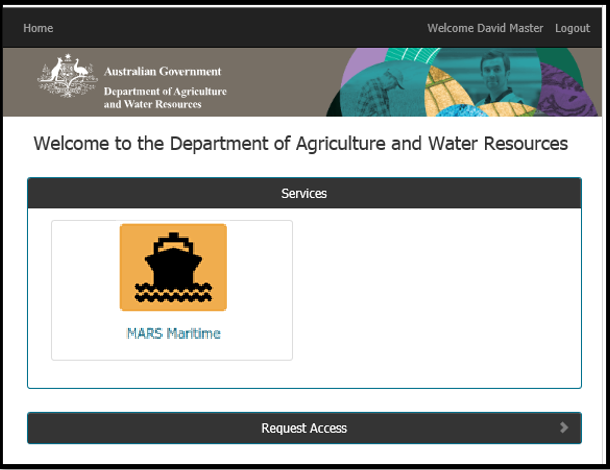 Home Welcome David Master Logout
Australian Government
Department of Agriculture
and Water Resources
Welcome to the Department of Agriculture and Water Resources
Services
MARS Maritime
Request Access